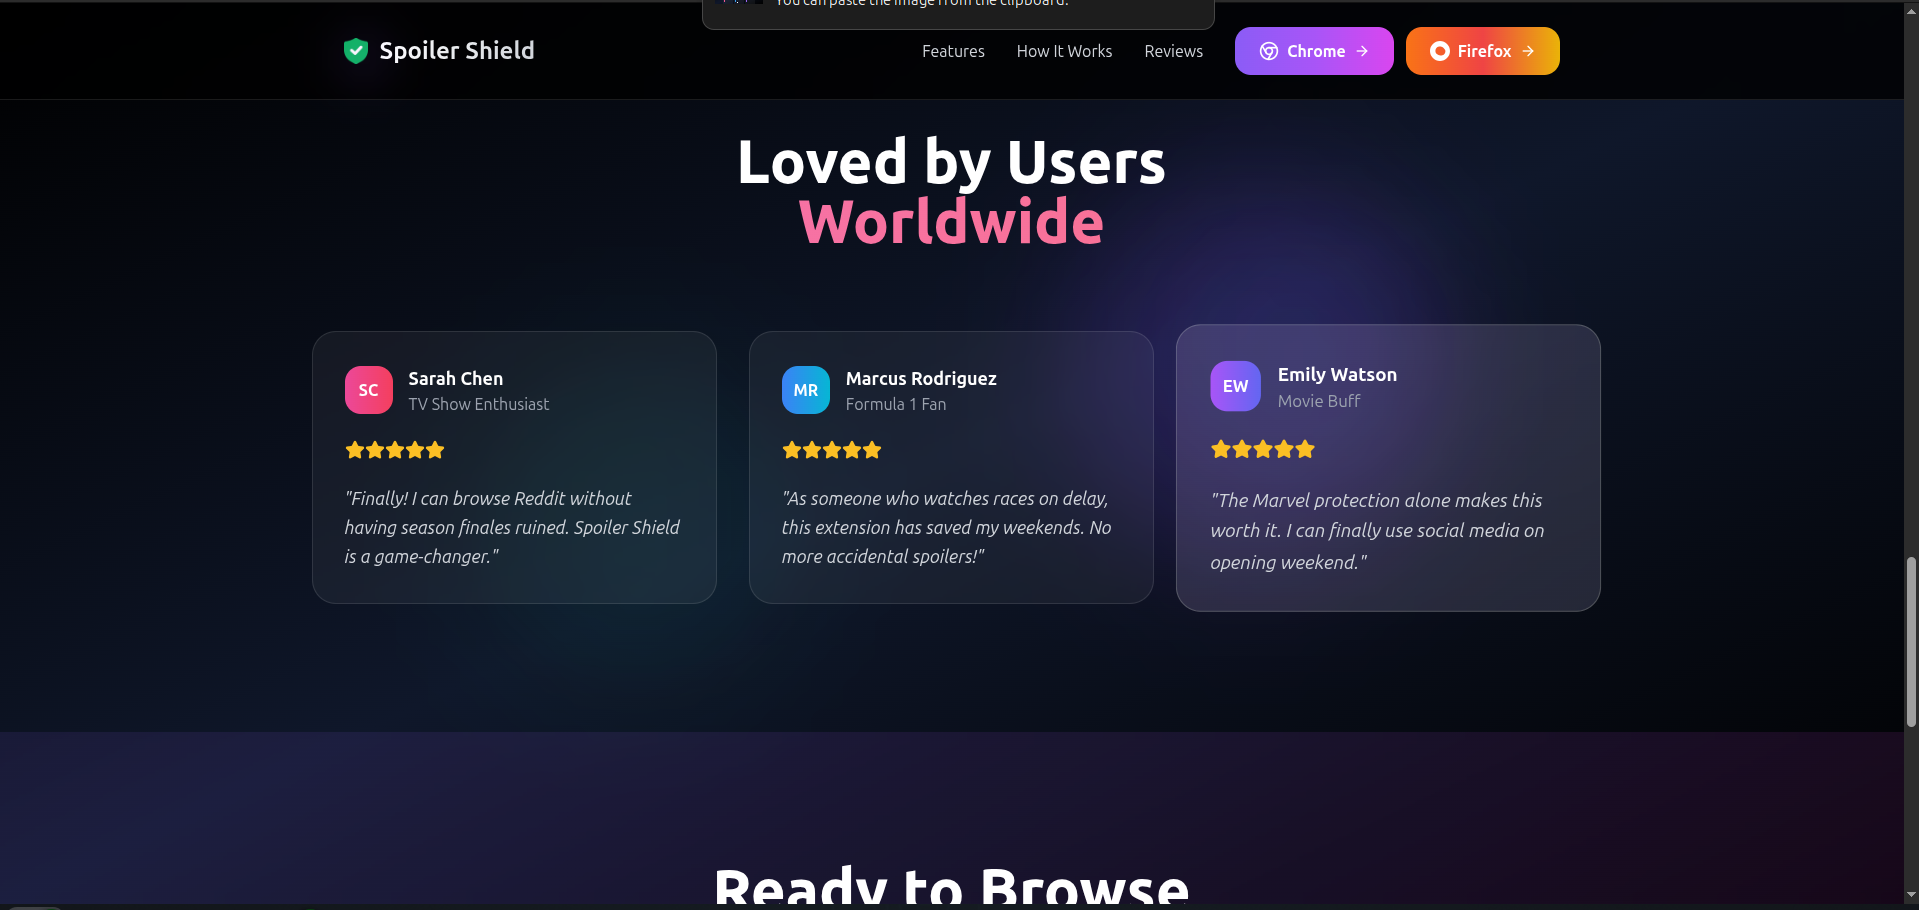 You can paste the image from the clipboard.
Spoiler Shield
Features
How It Works
Reviews
Chrome
Firefox
Loved by Users
Worldwide
SC
Sarah Chen
TV Show Enthusiast
"Finally! I can browse Reddit without
having season finales ruined. Spoiler Shield
is a game-changer."
MR
Marcus Rodriguez
Formula 1 Fan
"As someone who watches races on delay,
this extension has saved my weekends. No
more accidental spoilers!"
EW
Emily Watson
Movie Buff
"The Marvel protection alone makes this
worth it. I can finally use social media on
opening weekend."
Ready to Browse